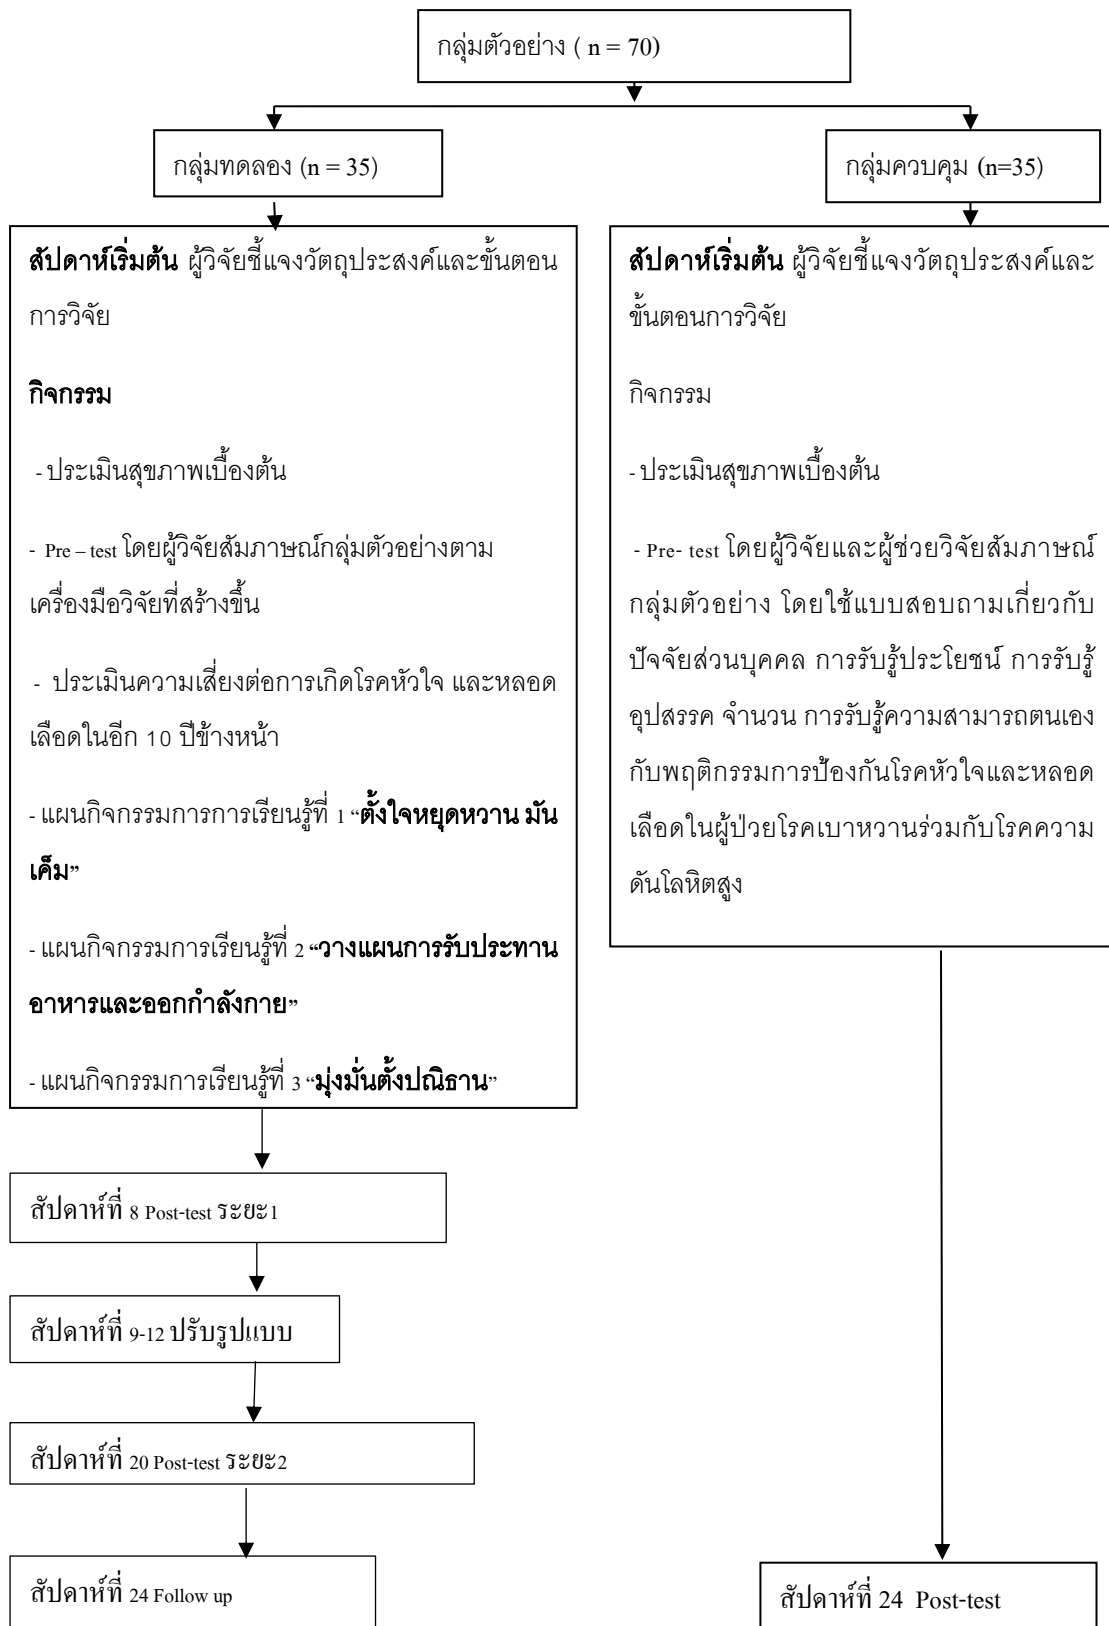 กลุ่มตัวอย่าง ( n = 70)
กลุ่มทดลอง (n = 35)
กลุ่มควบคุม (n=35)
สัปดาห์เริ่มต้น ผู้วิจัยชี้แจงวัตถุประสงค์และขั้นตอน
การวิจัย
กิจกรรม
- ประเมินสุขภาพเบื้องต้น
- Pre – test โดยผู้วิจัยสัมภาษณ์กลุ่มตัวอย่างตาม
เครื่องมือวิจัยที่สร้างขึ้น
- ประเมินความเสี่ยงต่อการเกิดโรคหัวใจ และหลอด
เลือดในอีก 10 ปีข้างหน้า
- แผนกิจกรรมการการเรียนรู้ที่ 1 “ตั้งใจหยุดหวาน มัน
เค็ม”
- แผนกิจกรรมการเรียนรู้ที่ 2 “วางแผนการรับประทาน
อาหารและออกกำลังกาย”
- แผนกิจกรรมการเรียนรู้ที่ 3 “มุ่งมั่นตั้งปณิธาน”
สัปดาห์เริ่มต้น ผู้วิจัยชี้แจงวัตถุประสงค์และ
ขั้นตอนการวิจัย
กิจกรรม
- ประเมินสุขภาพเบื้องต้น
- Pre- test โดยผู้วิจัยและผู้ช่วยวิจัยสัมภาษณ์
กลุ่มตัวอย่าง โดยใช้แบบสอบถามเกี่ยวกับ
ปัจจัยส่วนบุคคล การรับรู้ประโยชน์ การรับรู้
อุปสรรค จำนวน การรับรู้ความสามารถตนเอง
กับพฤติกรรมการป้องกันโรคหัวใจและหลอด
เลือดในผู้ป่วยโรคเบาหวานร่วมกับโรคความ
ดันโลหิตสูง
สัปดาห์ที่ 8 Post-test ระยะ1
สัปดาห์ที่ 9-12 ปรับรูปแบบ
สัปดาห์ที่ 20 Post-test ระยะ2
สัปดาห์ที่ 24 Follow up
สัปดาห์ที่ 24 Post-test